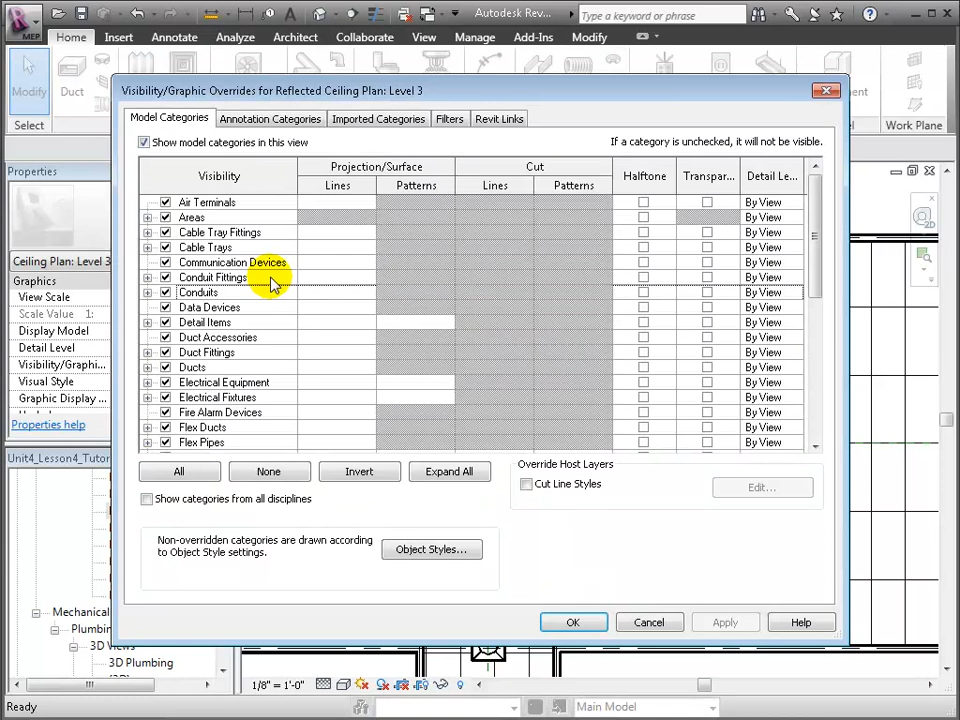 Autodesk Rev...
Type a keyword or phrase
MEP
Home Insert Annotate Analyze Architect Collaborate View Manage Add-Ins Modify
Modify
Duct
Select
Work Plane
Visibility/Graphic Overrides for Reflected Ceiling Plan: Level 3
Model Categories Annotation Categories Imported Categories Filters Revit Links
Show model categories in this view
If a category is unchecked, it will not be visible.
Visibility Projection/Surface Cut Halftone Transpar... Detail Le...
Lines Patterns Lines Patterns
Air Terminals By View
Areas By View
Cable Tray Fittings By View
Cable Trays By View
Communication Devices By View
Conduit Fittings By View
Conduits By View
Data Devices By View
Detail Items By View
Duct Accessories By View
Duct Fittings By View
Ducts By View
Electrical Equipment By View
Electrical Fixtures By View
Fire Alarm Devices By View
Flex Ducts By View
Flex Pipes By View
All None Invert Expand All
Show categories from all disciplines
Override Host Layers
Cut Line Styles
Edit...
Non-overridden categories are drawn according
to Object Style settings.
Object Styles...
OK Cancel Apply Help
Properties
Ceiling Plan: Level 3
Graphics
View Scale
Scale Value 1:
Display Model
Detail Level
Visibility/Graphi...
Visual Style
Graphic Display ...
Properties help
Unit4_Lesson4_Tutor
Mechanical
Plumbing
3D Views
3D Plumbing
2D
1/8" = 1'-0"
Ready
Main Model